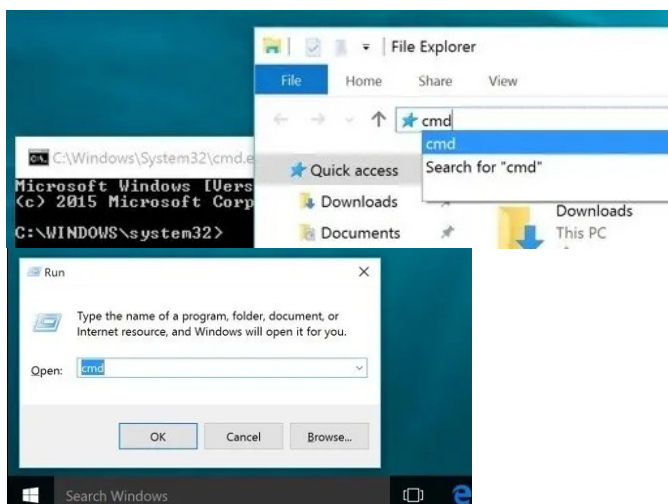 File Explorer
File Home Share View
cmd
cmd
Search for "cmd"
C:\Windows\System32\cmd.e
Microsoft Windows [Vers
(c) 2015 Microsoft Corp
C:\WINDOWS\system32>
Quick access
Downloads
Documents
Downloads
This PC
Run
Type the name of a program, folder, document, or
Internet resource, and Windows will open it for you.
Open: cmd
OK Cancel Browse...
Search Windows